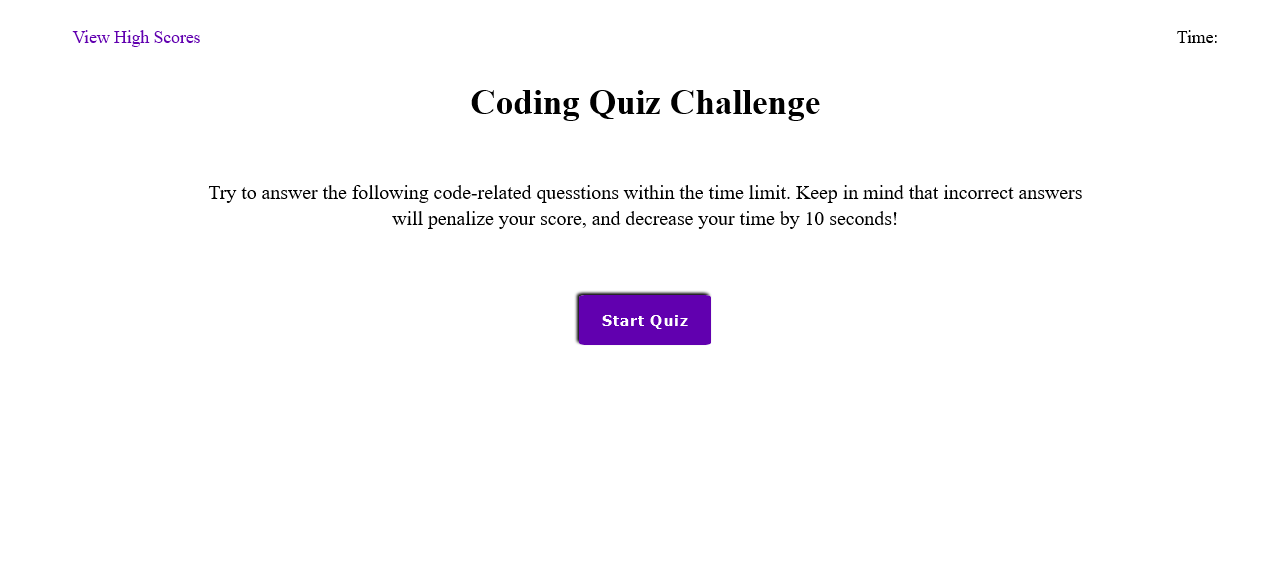 View High Scores
Time:
Coding Quiz Challenge
Try to answer the following code-related quesstions within the time limit. Keep in mind that incorrect answers
will penalize your score, and decrease your time by 10 seconds!
Start Quiz